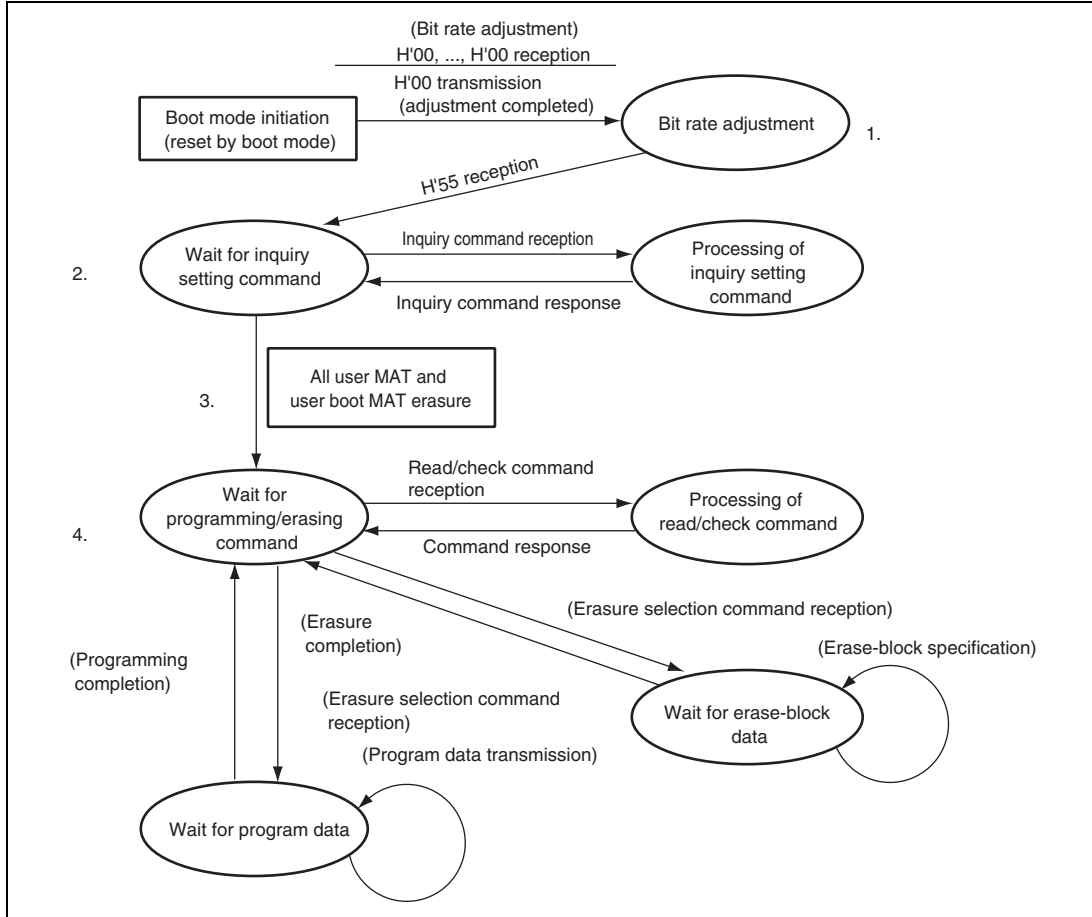 (Bit rate adjustment)
H'00, ..., H'00 reception
H'00 transmission
(adjustment completed)
Boot mode initiation
(reset by boot mode)
Bit rate adjustment
1.
H'55 reception
2.
Wait for inquiry
setting command
Inquiry command reception
Inquiry command response
Processing of
inquiry setting
command
3.
All user MAT and
user boot MAT erasure
4.
Wait for
programming/erasing
command
Read/check command
reception
Command response
Processing of
read/check command
(Erasure selection command reception)
(Erasure
completion)
(Programming
completion)
(Erase-block specification)
(Erasure selection command
reception)
Wait for erase-block
data
(Program data transmission)
Wait for program data